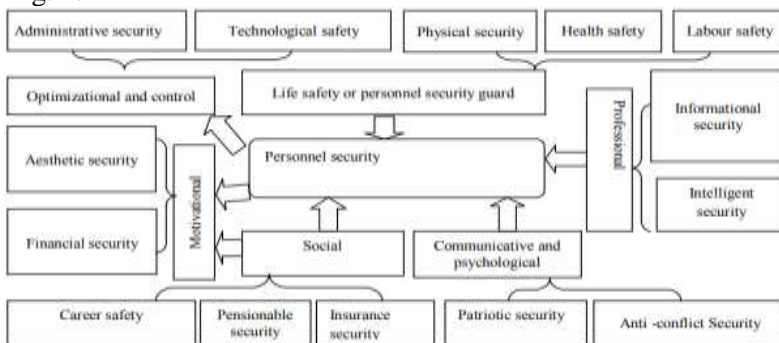 Administrative security
Technological safety
Physical security
Health safety
Labour safety
Optimizational and control
Life safety or personnel security guard
Professional
Informational
security
Aesthetic security
Personnel security
Motivational
Intelligent
security
Financial security
Social
Communicative and
psychological
Career safety
Pensionable
security
Insurance
security
Patriotic security
Anti -conflict Security